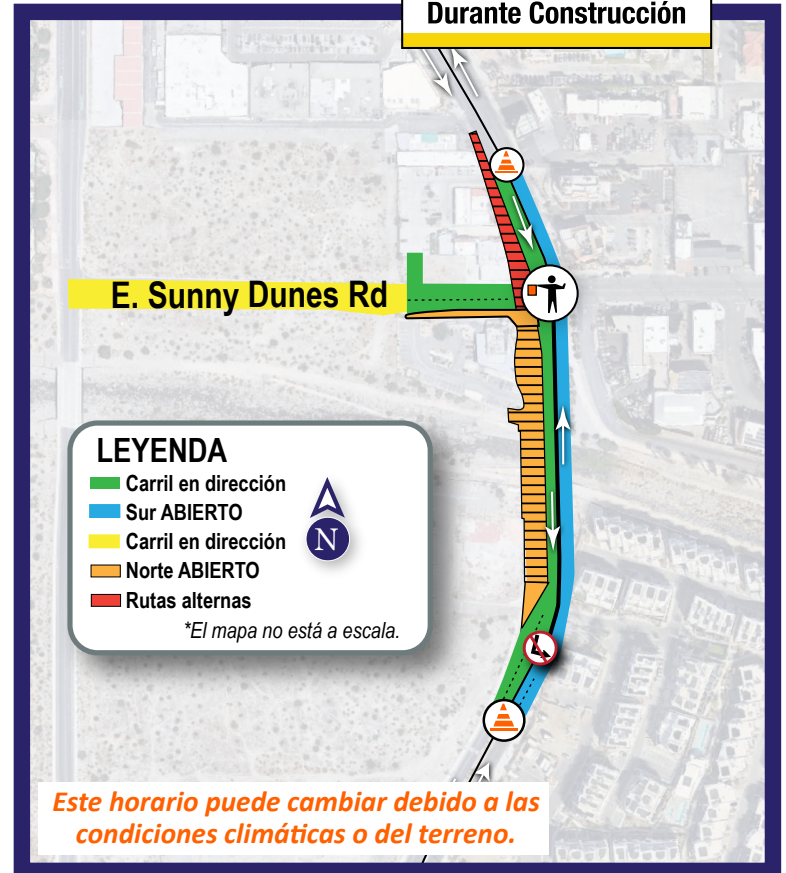 Durante Construcción
E. Sunny Dunes Rd
LEYENDA
Carril en dirección
Sur ABIERTO
Carril en dirección
Norte ABIERTO
Rutas alternas
N
*El mapa no está a escala.
Este horario puede cambiar debido a las
condiciones climáticas o del terreno.